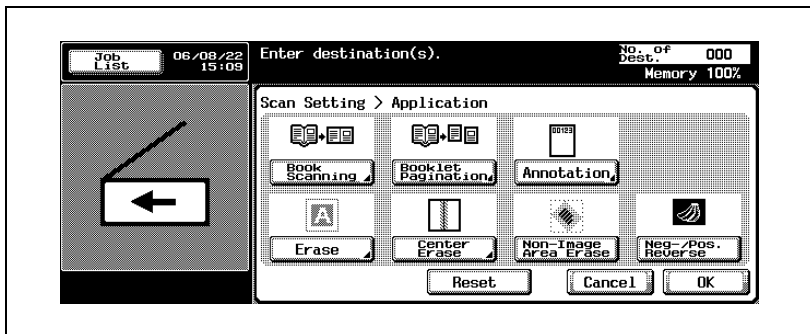 Job List
06/08/22
15:09
Enter destination(s).
No. of Dest.
000
Memory 100%
Scan Setting > Application
00123
Book Scanning
Booklet Pagination
Annotation
A
Erase
Center Erase
Non-Image Area Erase
Neg-/Pos. Reverse
Reset
Cancel
OK